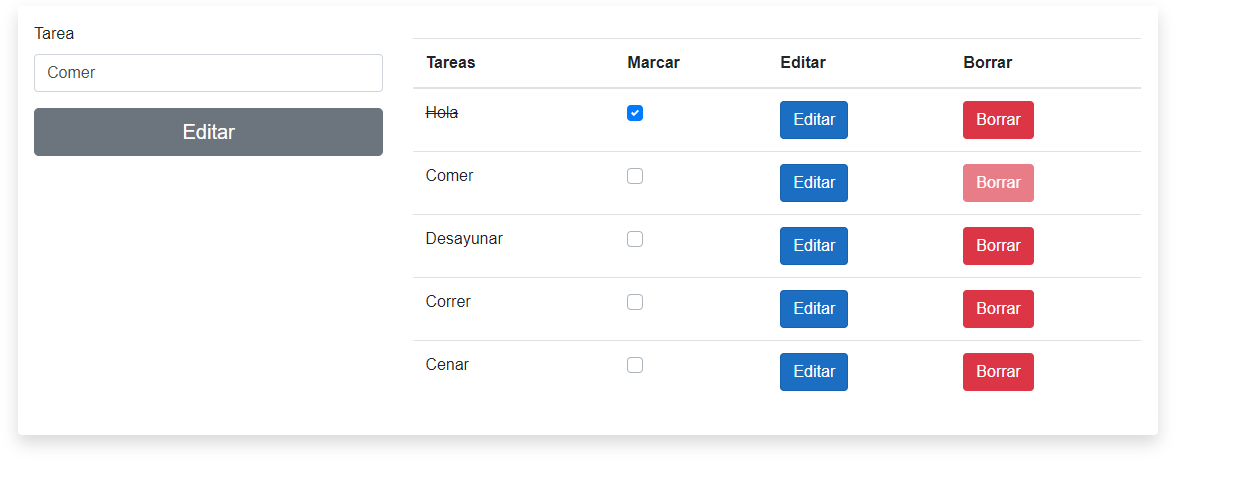 Tarea
Comer
Editar
Tareas Marcar Editar Borrar
Hola Editar Borrar
Comer Editar Borrar
Desayunar Editar Borrar
Correr Editar Borrar
Cenar Editar Borrar